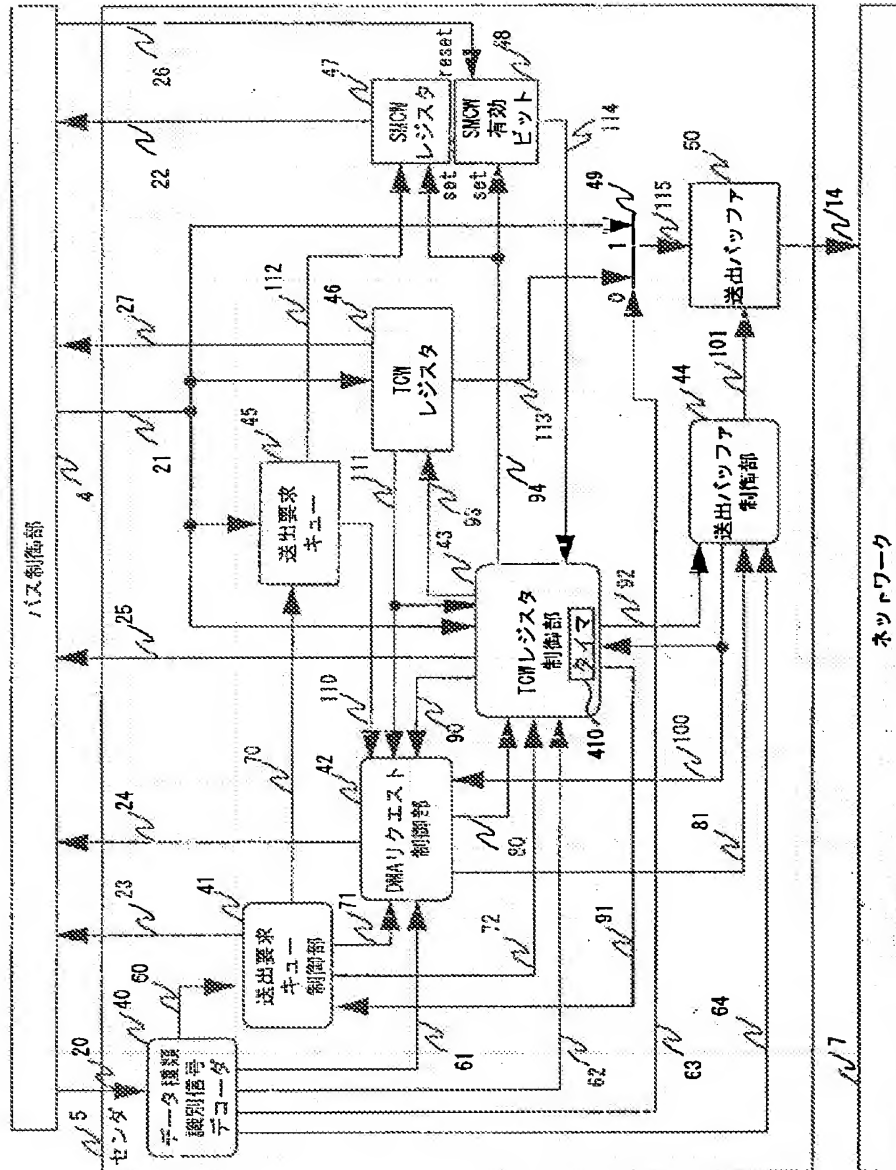 バス制御部
4
5
センダ
20
40
データ種類
識別信号
デコーダ
60
23
41
送出要求
キュー
制御部
71
72
91
61
62
63
64
24
42
DMAリクエスト
制御部
80
81
70
110
90
25
21
45
送出要求
キュー
112
111
93
43
TCWレジスタ
制御部
タイマ
410
92
100
27
46
TCW
レジスタ
113
94
22
26
47
SMCW
レジスタ
set
reset
set
48
SMCW
有効
ビット
114
0
1
49
115
44
送出バッファ
制御部
101
50
送出バッファ
14
7
ネットワーク